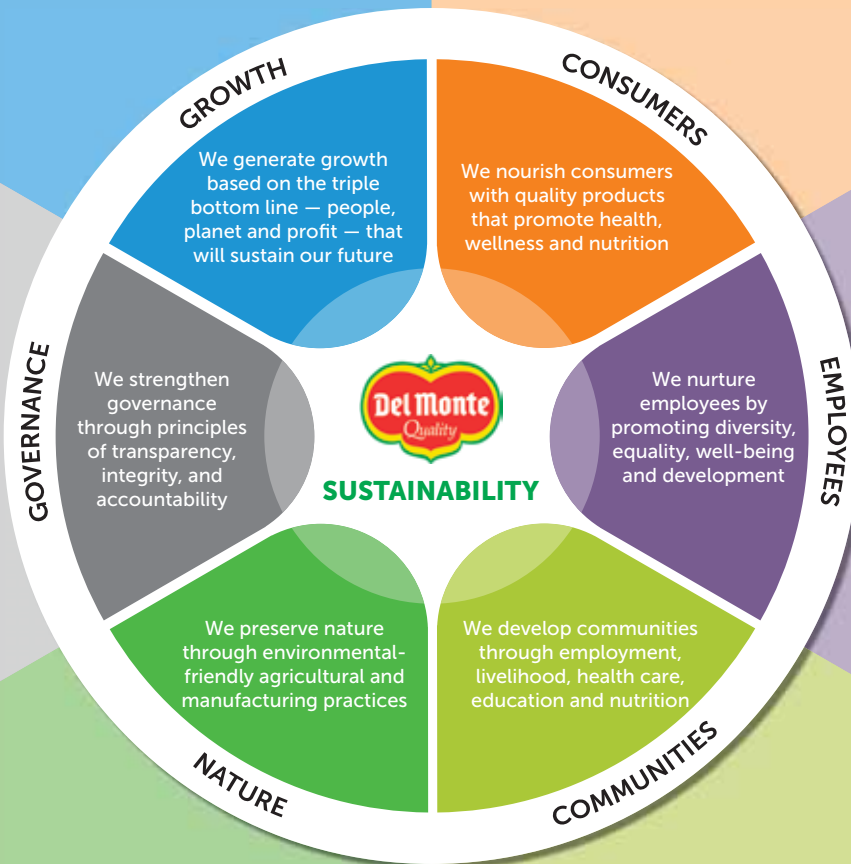 GROWTH
We generate growth
based on the triple
bottom line — people,
planet and profit — that
will sustain our future
CONSUMERS
We nourish consumers
with quality products
that promote health,
wellness and nutrition
EMPLOYEES
We nurture
employees by
promoting diversity,
equality, well-being
and development
COMMUNITIES
We develop communities
through employment,
livelihood, health care,
education and nutrition
NATURE
We preserve nature
through environmental-
friendly agricultural and
manufacturing practices
GOVERNANCE
We strengthen
governance
through principles
of transparency,
integrity, and
accountability
Del Monte
Quality
SUSTAINABILITY